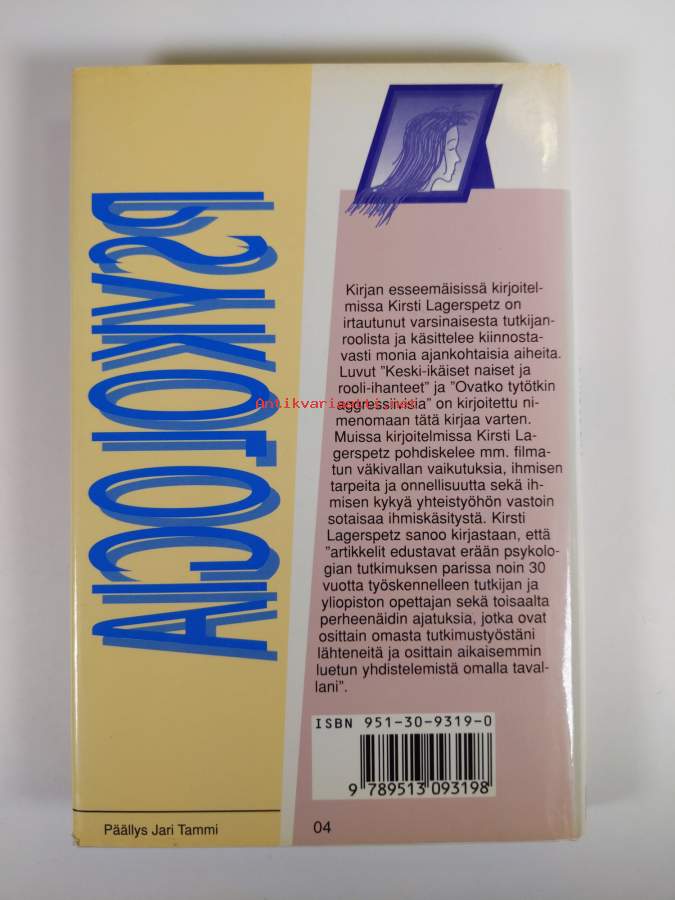 PSYKOLOGIA
Kirjan esseemäisissä kirjoitel-
missa Kirsti Lagerspetz on
irtautunut varsinaisesta tutkijan-
roolista ja käsittelee kiinnosta-
vasti monia ajankohtaisia aiheita.
Luvut ”Keski-ikäiset naiset ja
rooli-ihanteet” ja ”Ovatko tytötkin
Antikvariaatti.net
aggressiivisia” on kirjoitettu ni-
menomaan tätä kirjaa varten.
Muissa kirjoitelmissa Kirsti La-
gerspetz pohdiskelee mm. filma-
tun väkivallan vaikutuksia, ihmisen
tarpeita ja onnellisuutta sekä ih-
misen kykyä yhteistyöhön vastoin
sotaisaa ihmiskäsitystä. Kirsti
Lagerspetz sanoo kirjastaan, että
”artikkelit edustavat erään psykolo-
gian tutkimuksen parissa noin 30
vuotta työskennelleen tutkijan ja
yliopiston opettajan sekä toisaalta
perheenäidin ajatuksia, jotka ovat
osittain omasta tutkimustyöstäni
lähteneitä ja osittain aikaisemmin
luetun yhdistelemistä omalla taval-
lani”.
ISBN 951-30-9319-0
9 789513 093198
Päällys Jari Tammi
04